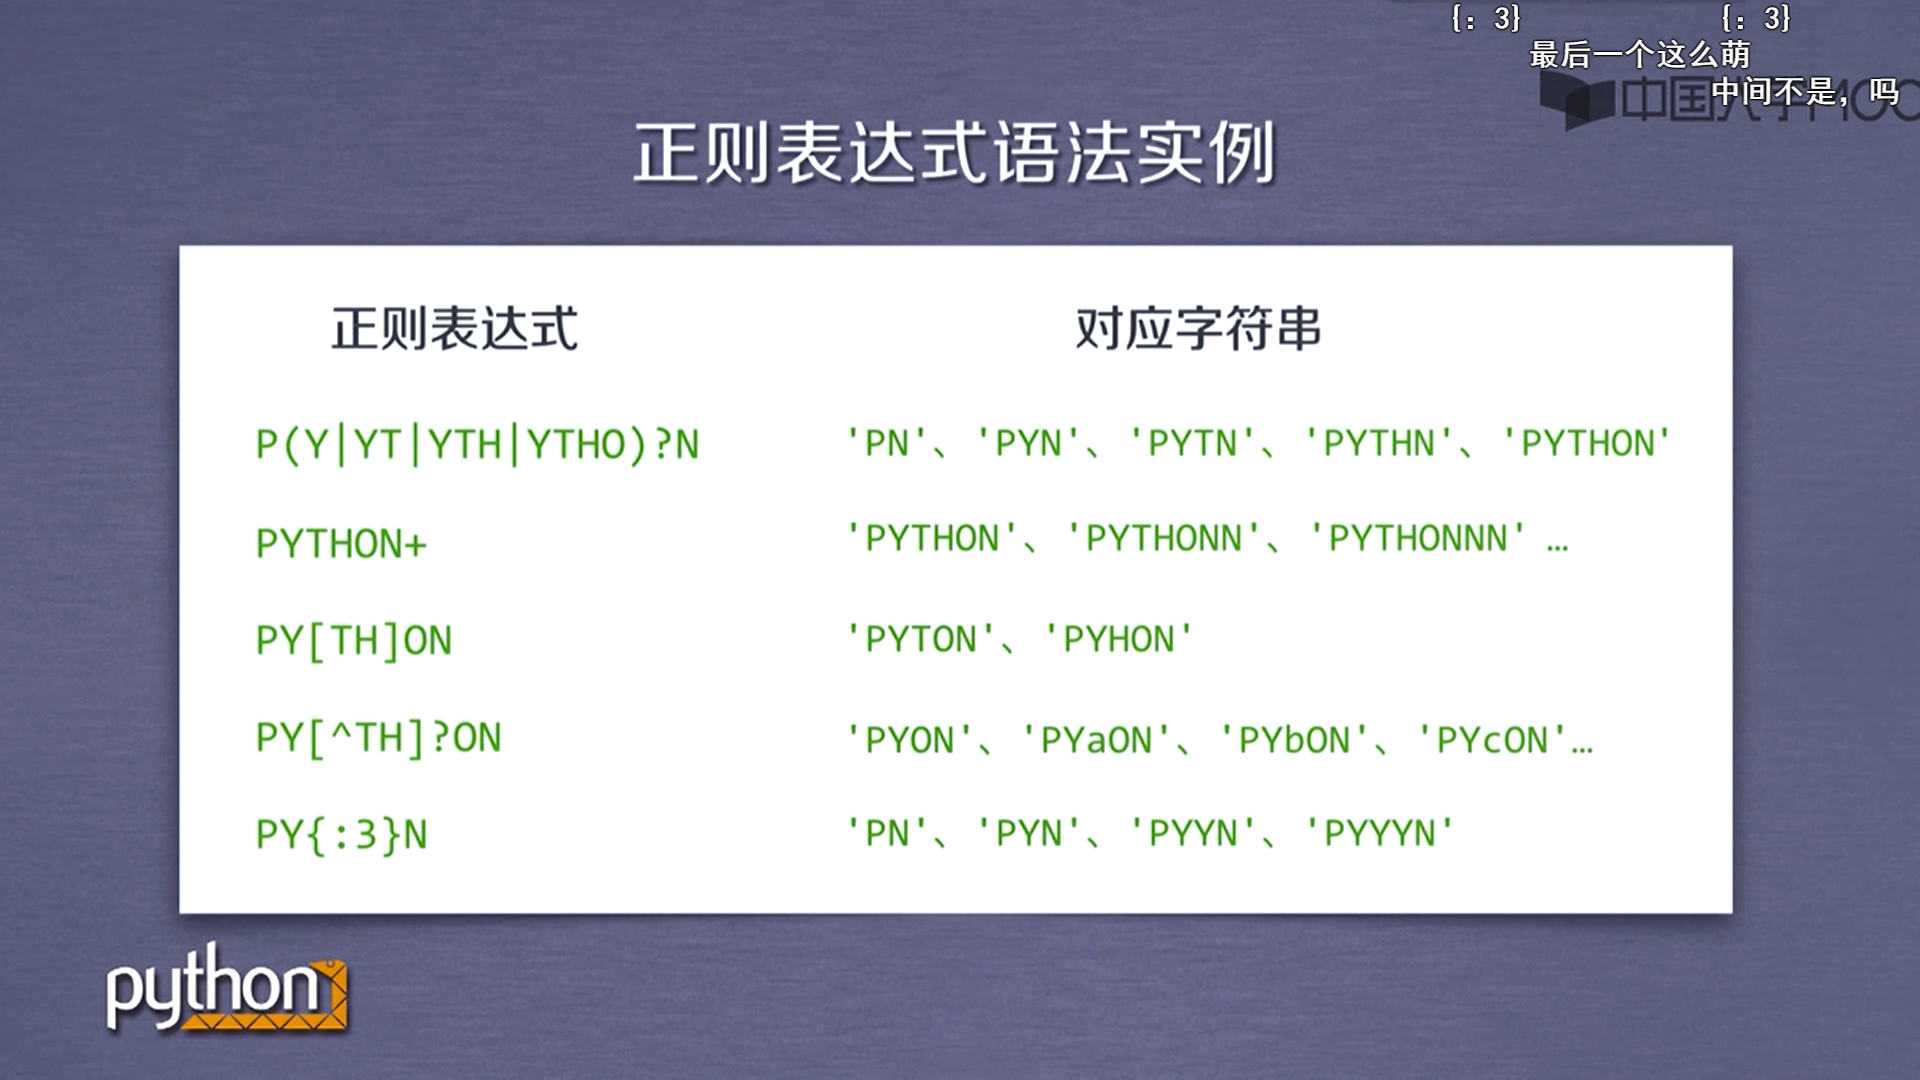 {: 3} {: 3}
最后一个这么萌
中间不是，吗
中国大学MOOC
正则表达式语法实例
正则表达式 对应字符串
P(Y|YT|YTH|YTHO)?N 'PN'、'PYN'、'PYTN'、'PYTHN'、'PYTHON'
PYTHON+ 'PYTHON'、'PYTHONN'、'PYTHONNN' …
PY[TH]ON 'PYTON'、'PYHON'
PY[^TH]?ON 'PYON'、'PYaON'、'PYbON'、'PYcON'…
PY{:3}N 'PN'、'PYN'、'PYYN'、'PYYYN'
python